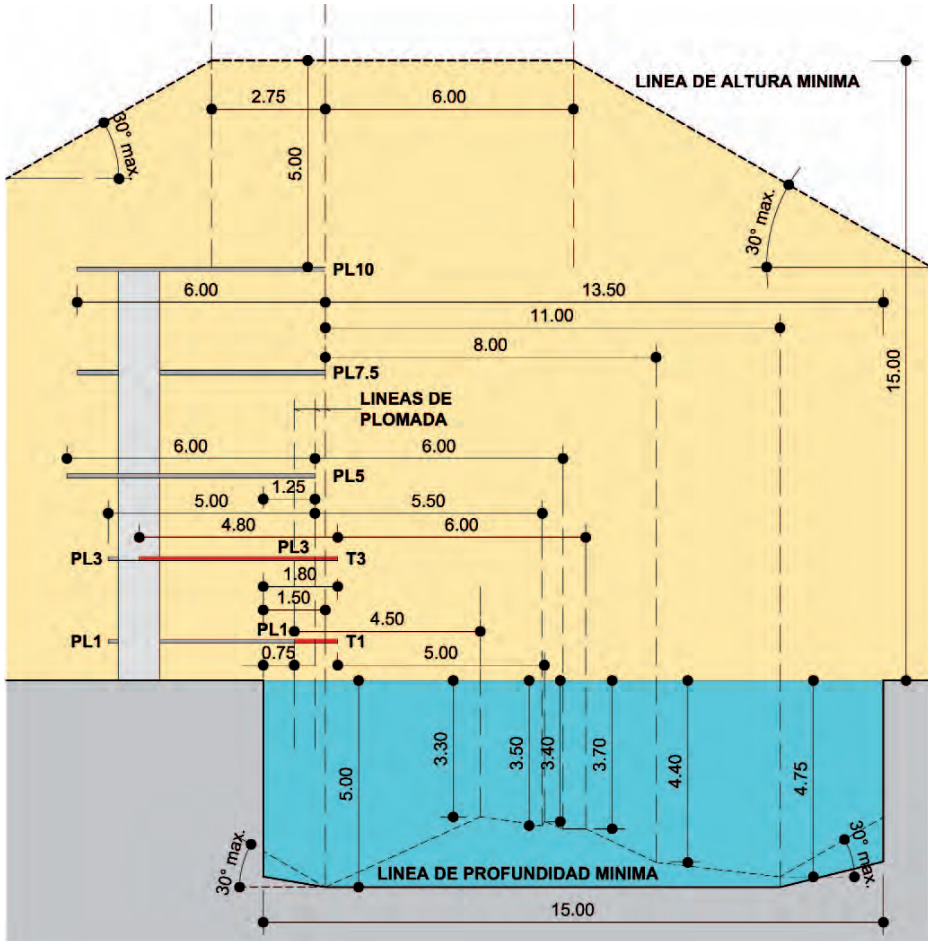 LINEA DE ALTURA MINIMA
2.75
6.00
30° max.
5.00
30° max.
PL10
6.00
13.50
11.00
8.00
15.00
PL7.5
LINEAS DE
PLOMADA
6.00
6.00
PL5
1.25
5.00
5.50
4.80
6.00
PL3
PL3
T3
1.80
1.50
4.50
PL1
PL1
T1
0.75
5.00
3.30
3.50
3.40
3.70
4.40
4.75
5.00
30° max.
30° max.
LINEA DE PROFUNDIDAD MINIMA
15.00